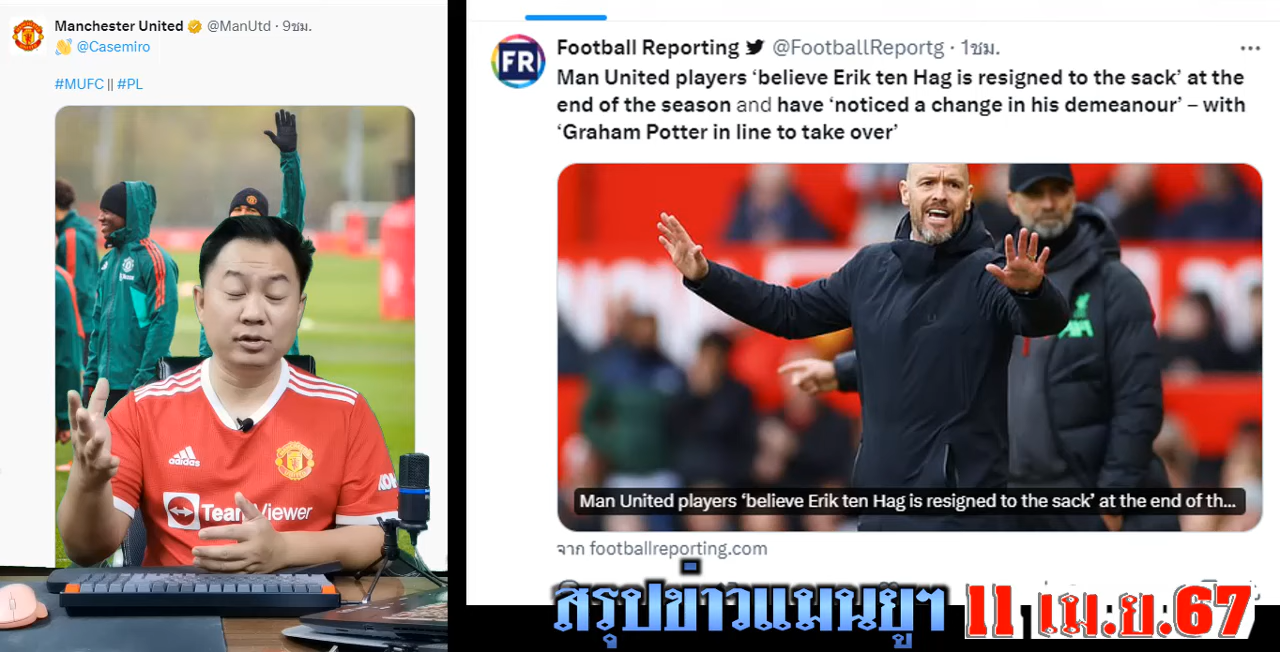 Manchester United @ManUtd · 9ชม.
👋 @Casemiro
#MUFC || #PL
adidas
TeamViewer
FR
Football Reporting @FootballReportg · 1ชม.
Man United players ‘believe Erik ten Hag is resigned to the sack’ at the
end of the season and have ‘noticed a change in his demeanour’ – with
‘Graham Potter in line to take over’
Man United players ‘believe Erik ten Hag is resigned to the sack’ at the end of th...
จาก footballreporting.com
สรุปข่าวแมนยูฯ 11 เม.ย.67